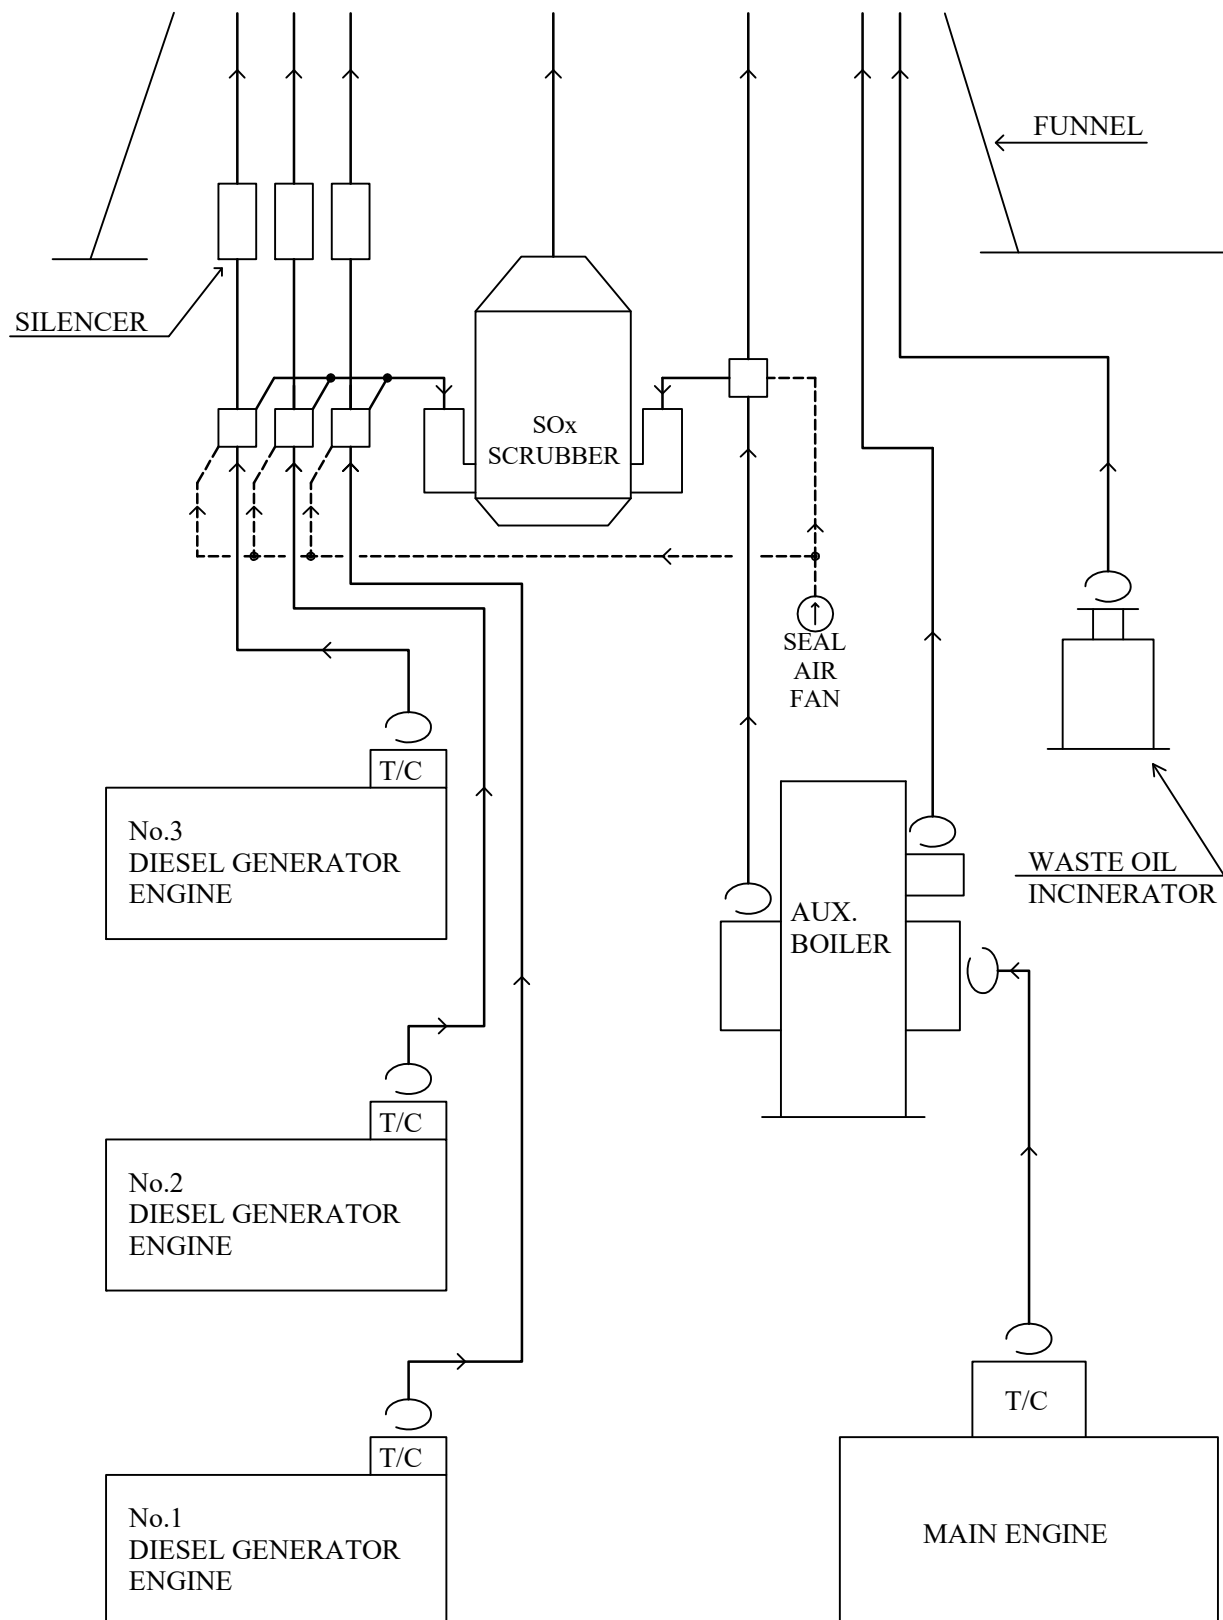 FUNNEL
SILENCER
SOx
SCRUBBER
SEAL
AIR
FAN
T/C
No.3
DIESEL GENERATOR
ENGINE
WASTE OIL
INCINERATOR
AUX.
BOILER
T/C
No.2
DIESEL GENERATOR
ENGINE
T/C
T/C
No.1
DIESEL GENERATOR
ENGINE
MAIN ENGINE